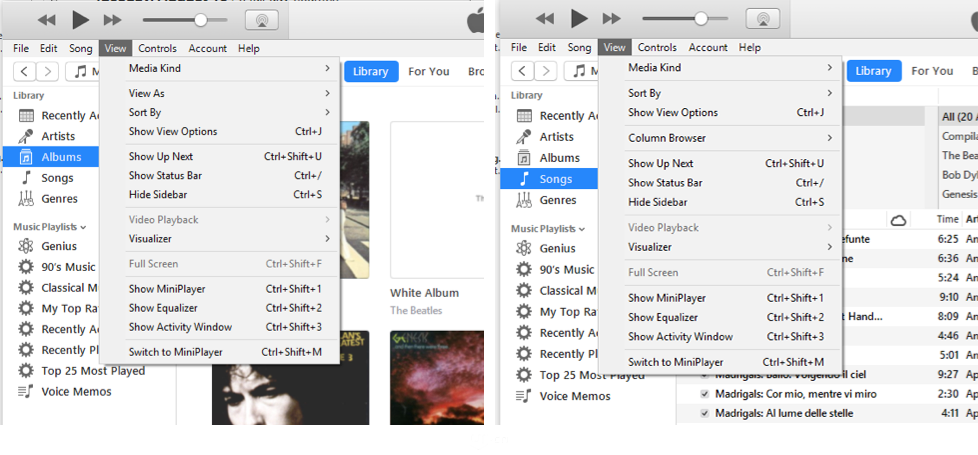 File Edit Song View Controls Account Help
Library For You
Library
Recently
Artists
Albums
Songs
Genres
Music Playlists
Genius
90's Music
Classical
My Top
Recently
Recently
Top 25 Most Played
Voice Memos
Media Kind
View As
Sort By
Show View Options Ctrl+J
Show Up Next Ctrl+Shift+U
Show Status Bar Ctrl+/
Hide Sidebar Ctrl+S
Video Playback
Visualizer
Full Screen Ctrl+Shift+F
Show MiniPlayer Ctrl+Shift+1
Show Equalizer Ctrl+Shift+2
Show Activity Window Ctrl+Shift+3
Switch to MiniPlayer Ctrl+Shift+M
White Album
The Beatles
File Edit Song View Controls Account Help
Library For You B
Library
Recently
Artists
Albums
Songs
Genres
Music Playlists
Genius
90's Music
Classical
My Top
Recently
Recently
Top 25 Most Played
Voice Memos
Media Kind
Sort By
Show View Options Ctrl+J
Column Browser
Show Up Next Ctrl+Shift+U
Show Status Bar Ctrl+/
Hide Sidebar Ctrl+S
Video Playback
Visualizer
Full Screen Ctrl+Shift+F
Show MiniPlayer Ctrl+Shift+1
Show Equalizer Ctrl+Shift+2
Show Activity Window Ctrl+Shift+3
Switch to MiniPlayer Ctrl+Shift+M
All (20
Compila
The Bea
Bob Dyl
Genesis
Time Art
efunte 6:25 An
me 6:36 An
5:24 An
9:10 An
t Hand... 8:09 An
4:46 An
6:30 An
Madrigals: Ballo: Volgendo il ciel 9:27 Ap
Madrigals: Cor mio, mentre vi miro 2:30 Ap
Madrigals: Al lume delle stelle 4:10 Ap